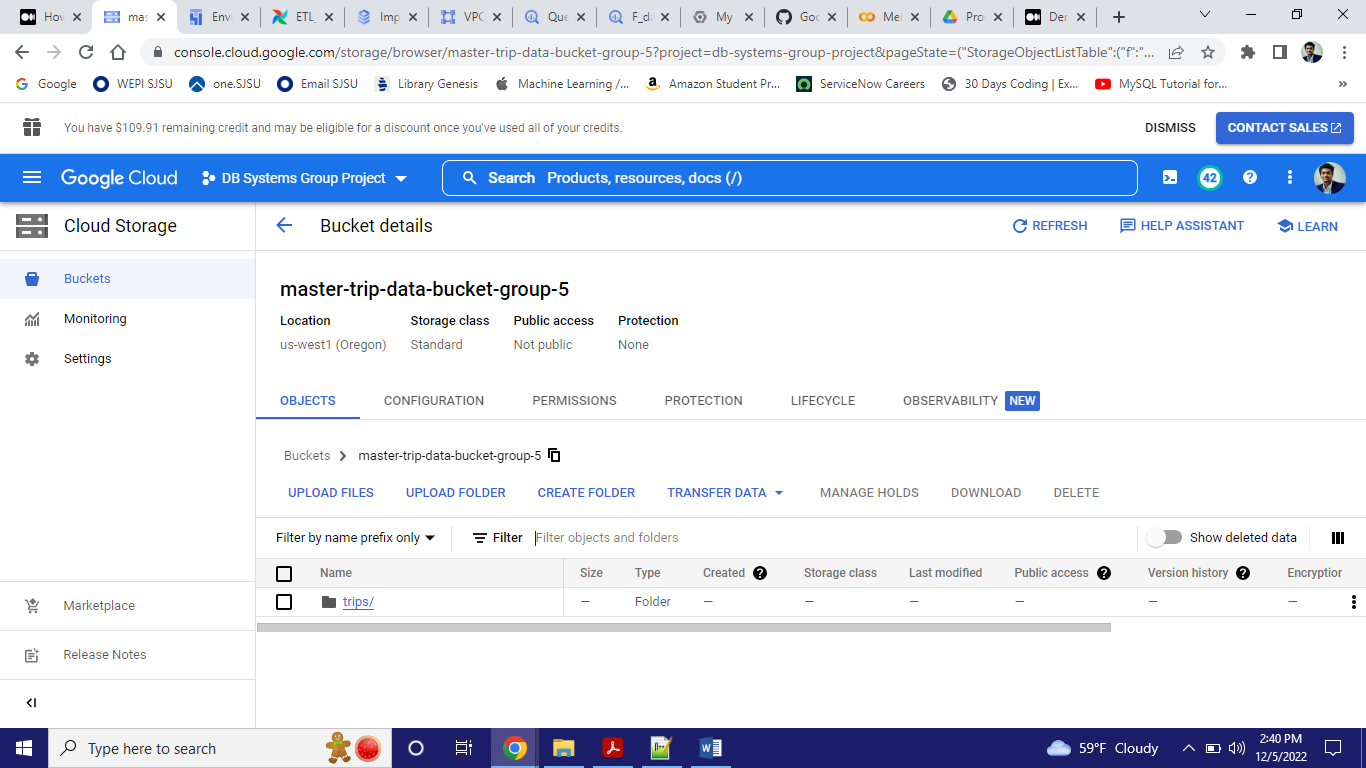 How
mas
Envi
ETL_
Imp
VPC
Que
F_da
My
Goo
Mer
Proc
Der
console.cloud.google.com/storage/browser/master-trip-data-bucket-group-5?project=db-systems-group-project&pageState=("StorageObjectListTable":("f":"...
Google WEPI SJSU one.SJSU Email SJSU Library Genesis Machine Learning /... Amazon Student Pr... ServiceNow Careers 30 Days Coding | Ex... MySQL Tutorial for... »
You have $109.91 remaining credit and may be eligible for a discount once you've used all of your credits. DISMISS CONTACT SALES
Google Cloud DB Systems Group Project Search Products, resources, docs (/) 42
Cloud Storage Bucket details REFRESH HELP ASSISTANT LEARN
Buckets
Monitoring
Settings
Marketplace
Release Notes
master-trip-data-bucket-group-5
Location Storage class Public access Protection
us-west1 (Oregon) Standard Not public None
OBJECTS CONFIGURATION PERMISSIONS PROTECTION LIFECYCLE OBSERVABILITY NEW
Buckets > master-trip-data-bucket-group-5
UPLOAD FILES UPLOAD FOLDER CREATE FOLDER TRANSFER DATA MANAGE HOLDS DOWNLOAD DELETE
Filter by name prefix only Filter Filter objects and folders Show deleted data
Name Size Type Created Storage class Last modified Public access Version history Encryption
trips/ — Folder — — — — — —
Type here to search 59°F Cloudy 2:40 PM
12/5/2022